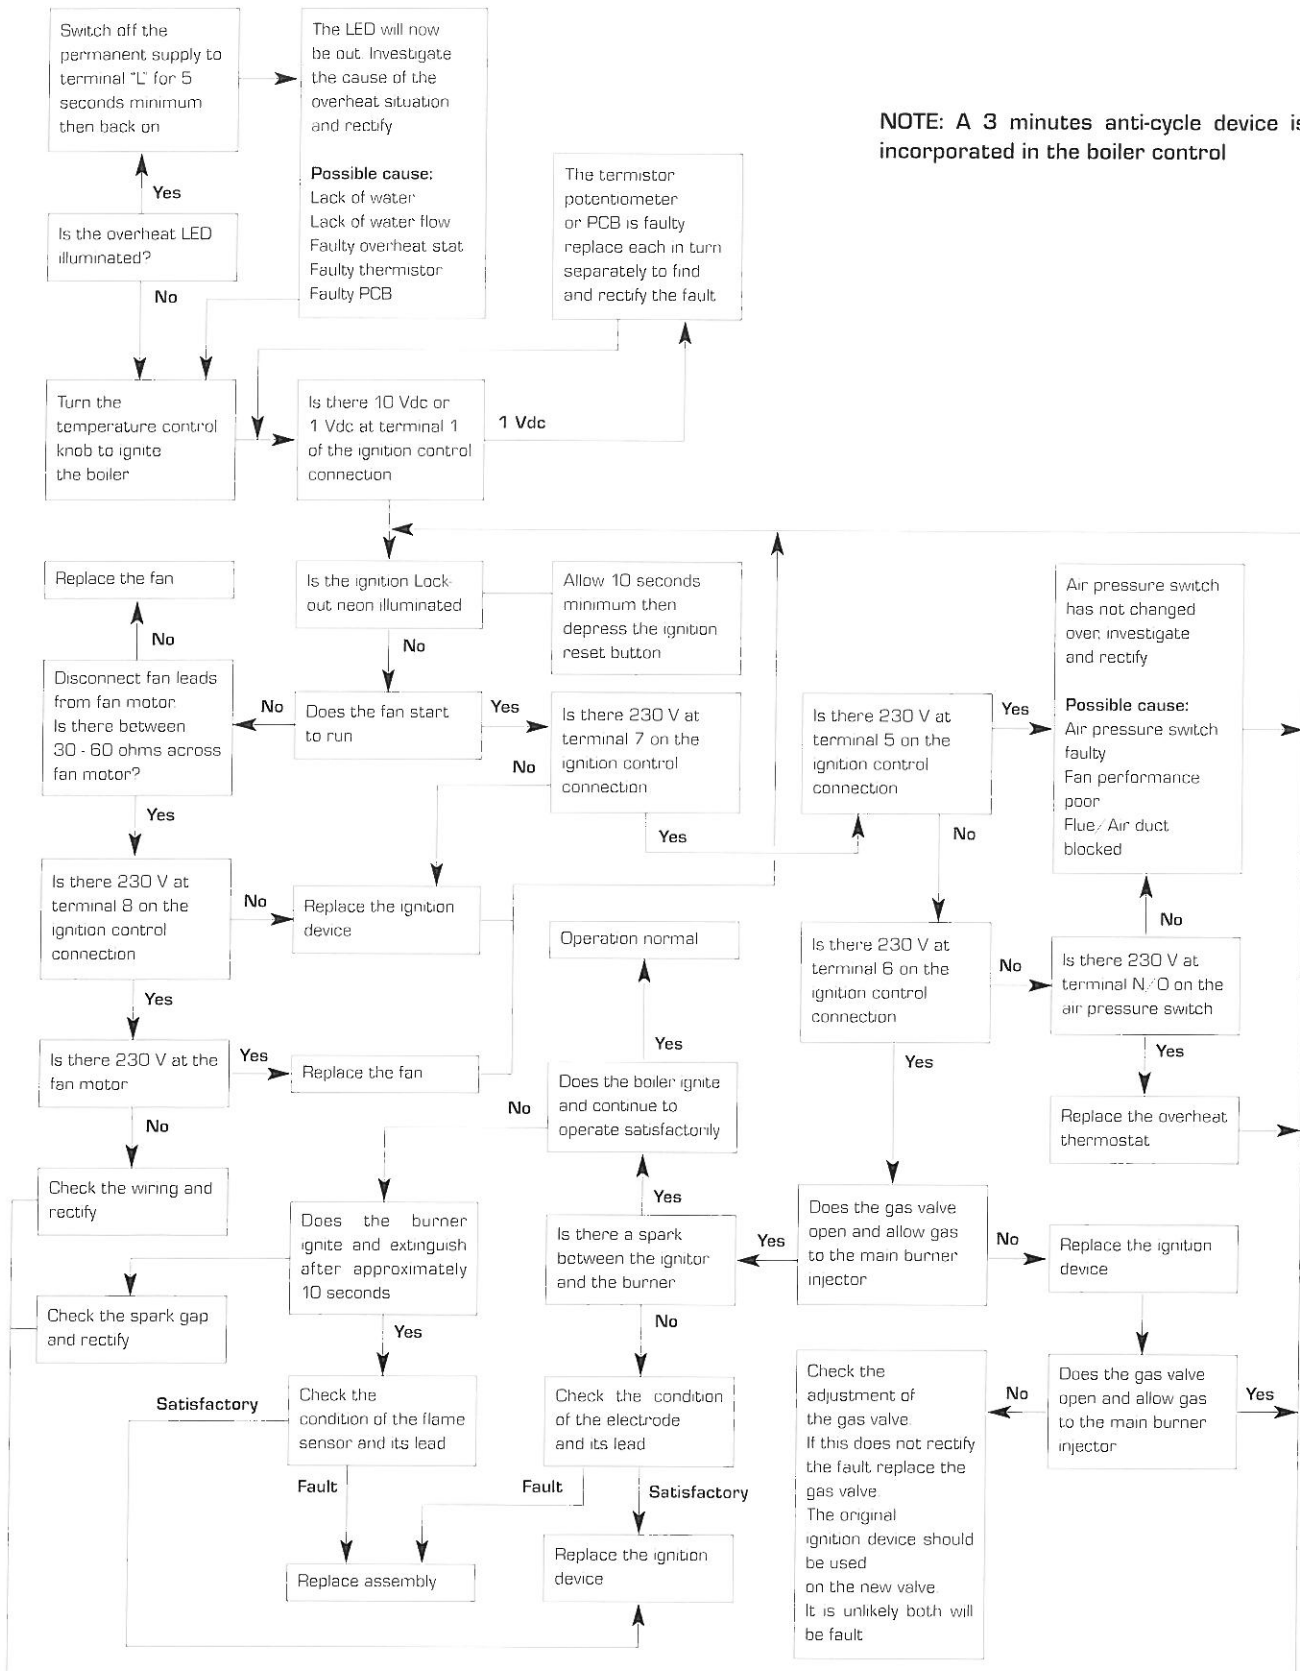 Switch off the
permanent supply to
terminal "L" for 5
seconds minimum
then back on
The LED will now
be out. Investigate
the cause of the
overheat situation
and rectify
Possible cause:
Lack of water
Lack of water flow
Faulty overheat stat
Faulty thermistor
Faulty PCB
NOTE: A 3 minutes anti-cycle device is
incorporated in the boiler control
The termistor
potentiometer
or PCB is faulty
replace each in turn
separately to find
and rectify the fault
Yes
Is the overheat LED
illuminated?
No
Turn the
temperature control
knob to ignite
the boiler
Is there 10 Vdc or
1 Vdc at terminal 1
of the ignition control
connection
1 Vdc
Replace the fan
No
Is the ignition Lock-
out neon illuminated
No
Allow 10 seconds
minimum then
depress the ignition
reset button
Air pressure switch
has not changed
over, investigate
and rectify
Possible cause:
Air pressure switch
faulty
Fan performance
poor
Flue/Air duct
blocked
Disconnect fan leads
from fan motor.
Is there between
30 - 60 ohms across
fan motor?
No
Does the fan start
to run
Yes
Is there 230 V at
terminal 7 on the
ignition control
connection
No
Yes
Is there 230 V at
terminal 5 on the
ignition control
connection
Yes
No
Yes
Is there 230 V at
terminal 8 on the
ignition control
connection
No
Replace the ignition
device
Operation normal
Is there 230 V at
terminal 6 on the
ignition control
connection
No
No
Is there 230 V at
terminal N/O on the
air pressure switch
Yes
Yes
Yes
Yes
Is there 230 V at the
fan motor
Yes
Replace the fan
Does the boiler ignite
and continue to
operate satisfactorily
No
Replace the overheat
thermostat
No
Check the wiring and
rectify
Does the burner
ignite and extinguish
after approximately
10 seconds
Yes
Is there a spark
between the ignitor
and the burner
Yes
Does the gas valve
open and allow gas
to the main burner
injector
No
Replace the ignition
device
Check the spark gap
and rectify
Yes
No
Check the
adjustment of
the gas valve.
If this does not rectify
the fault replace the
gas valve.
The original
ignition device should
be used
on the new valve.
It is unlikely both will
be fault
No
Does the gas valve
open and allow gas
to the main burner
injector
Yes
Satisfactory
Check the
condition of the flame
sensor and its lead
Check the condition
of the electrode
and its lead
Fault
Fault
Satisfactory
Replace assembly
Replace the ignition
device